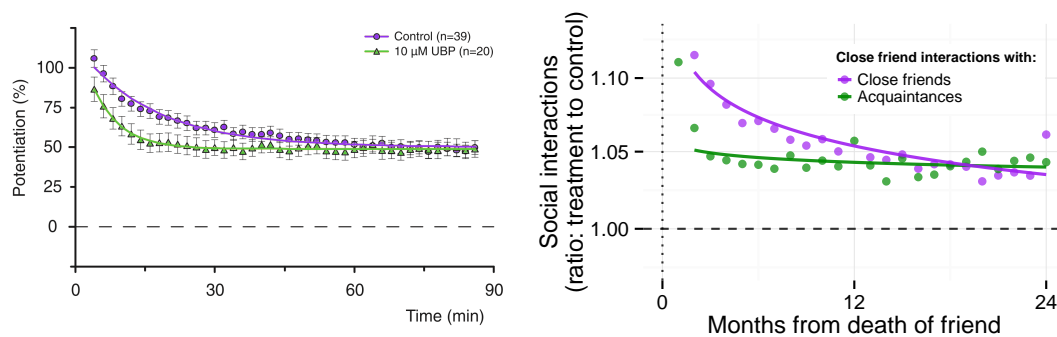 Control (n=39)
10 µM UBP (n=20)
Potentiation (%)
100
75
50
25
0
0
30
60
90
Time (min)
Social interactions
(ratio: treatment to control)
Close friend interactions with:
Close friends
Acquaintances
1.10
1.05
1.00
0
12
24
Months from death of friend